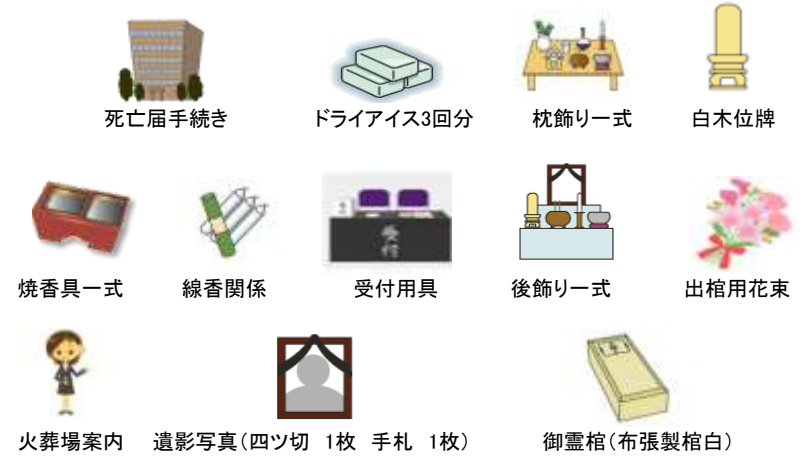 死亡届手続き
ドライアイス3回分
枕飾り一式
白木位牌
受付
焼香具一式
線香関係
受付用具
後飾り一式
出棺用花束
火葬場案内
遺影写真(四ツ切 1枚 手札 1枚)
御霊棺(布張製棺白)